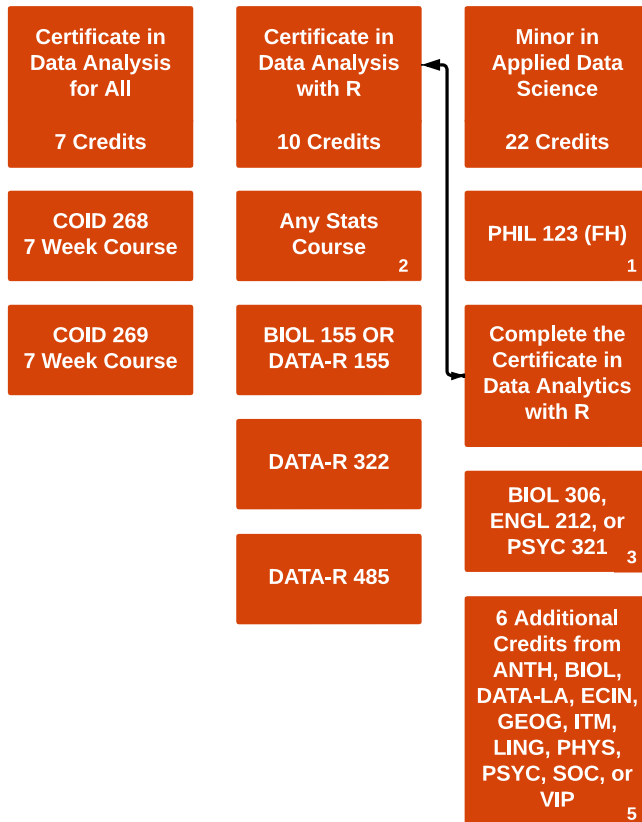 Certificate in
Data Analysis
for All
7 Credits
COID 268
7 Week Course
COID 269
7 Week Course
Certificate in
Data Analysis
with R
10 Credits
Any Stats
Course
2
BIOL 155 OR
DATA-R 155
DATA-R 322
DATA-R 485
Minor in
Applied Data
Science
22 Credits
PHIL 123 (FH)
1
Complete the
Certificate in
Data Analytics
with R
BIOL 306,
ENGL 212, or
PSYC 321
3
6 Additional
Credits from
ANTH, BIOL,
DATA-LA, ECIN,
GEOG, ITM,
LING, PHYS,
PSYC, SOC, or
VIP
5